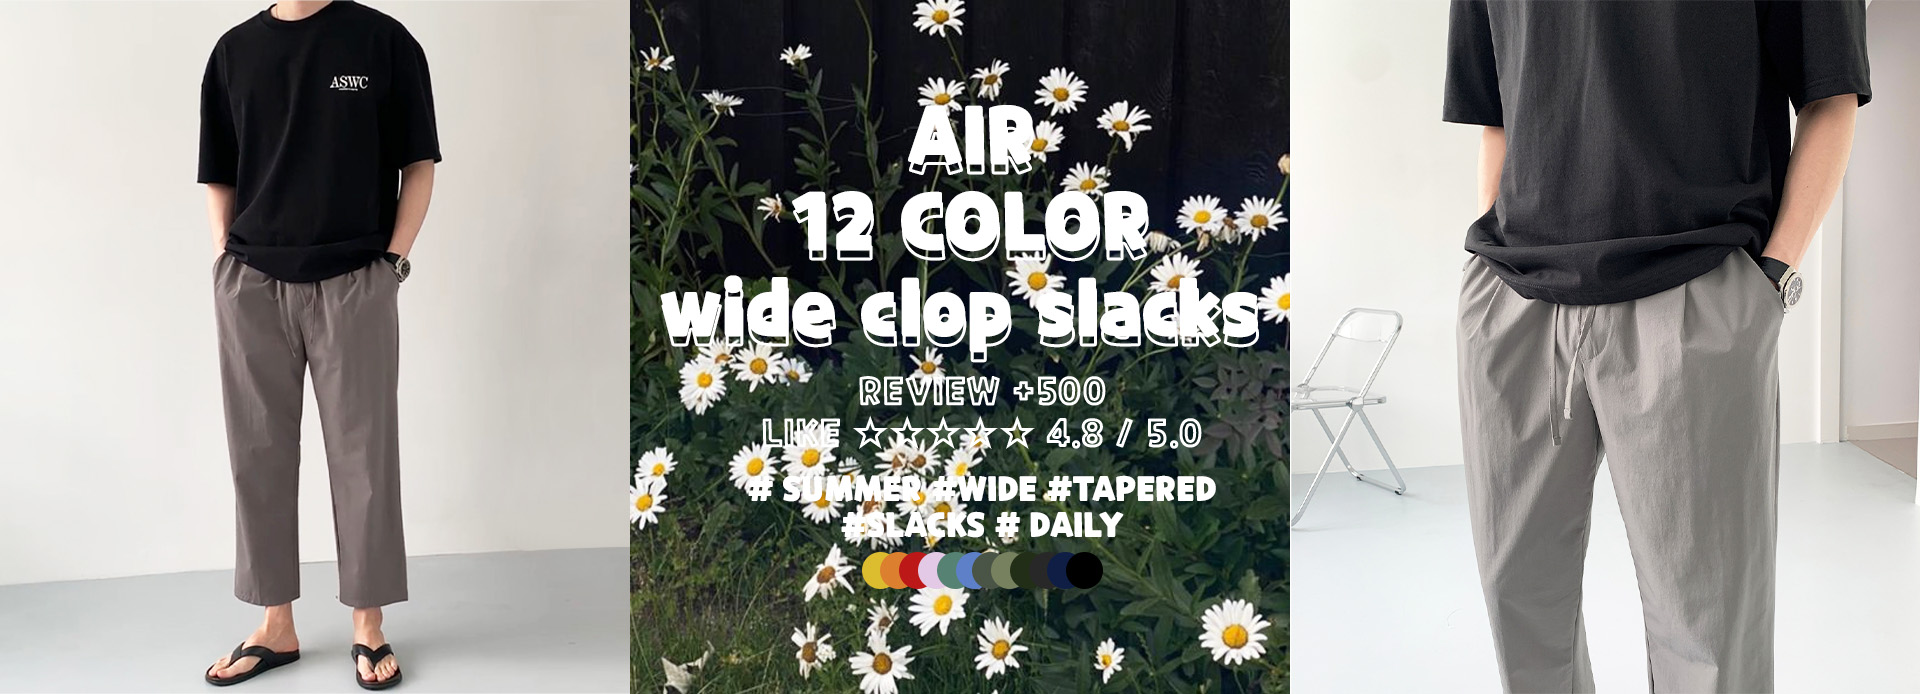 ASWC
AIR
12 COLOR
wide clop slacks
REVIEW +500
LIKE ☆☆☆☆☆ 4.8 / 5.0
# SUMMER #WIDE #TAPERED
#SLACKS # DAILY